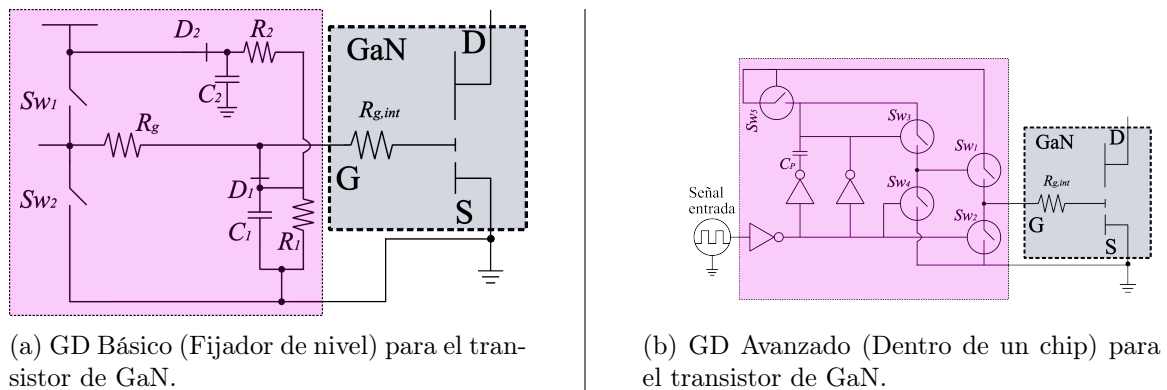 D2
R2
GaN
D
C2
Sw1
Rg
Rg,int
G
D1
Sw2
C1
R1
S
(a) GD Básico (Fijador de nivel) para el tran-
sistor de GaN.
Sw5
Sw3
CP
Sw1
GaN
D
Sw4
Rg,int
Señal
entrada
G
Sw2
S
(b) GD Avanzado (Dentro de un chip) para
el transistor de GaN.